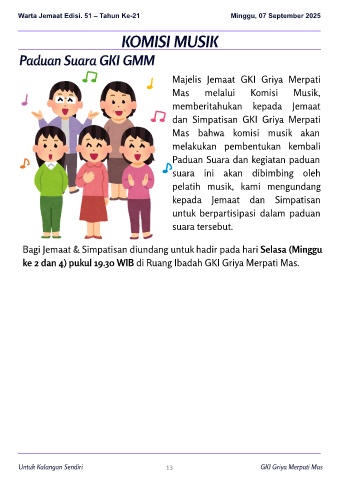 Warta Jemaat Edisi. 51 – Tahun Ke-21 Minggu, 07 September 2025
KOMISI MUSIK
Paduan Suara GKI GMM
Majelis Jemaat GKI Griya Merpati
Mas melalui Komisi Musik,
memberitahukan kepada Jemaat
dan Simpatisan GKI Griya Merpati
Mas bahwa komisi musik akan
melakukan pembentukan kembali
Paduan Suara dan kegiatan paduan
suara ini akan dibimbing oleh
pelatih musik, kami mengundang
kepada Jemaat dan Simpatisan
untuk berpartisipasi dalam paduan
suara tersebut.
Bagi Jemaat & Simpatisan diundang untuk hadir pada hari Selasa (Minggu
ke 2 dan 4) pukul 19.30 WIB di Ruang Ibadah GKI Griya Merpati Mas.
Untuk Kalangan Sendiri 13 GKI Griya Merpati Mas